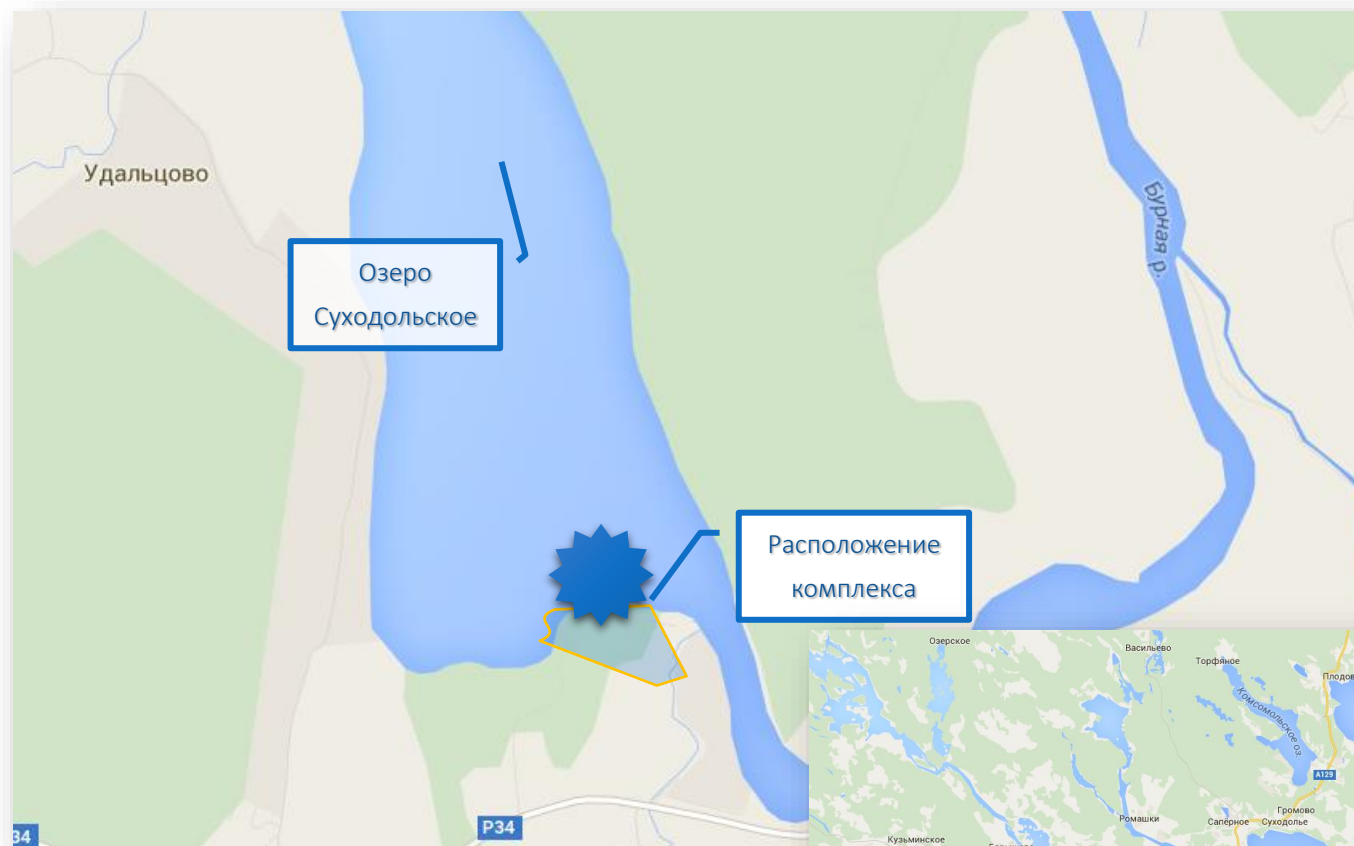 Удальцово
Озеро
Суходольское
Бурная р.
Расположение
комплекса
P34
34
Озерское
Васильево
Торфяное
Плодов
Комсомольское оз.
A129
Громово
Ромашки
Саперное
Суходолье
Кузьминское